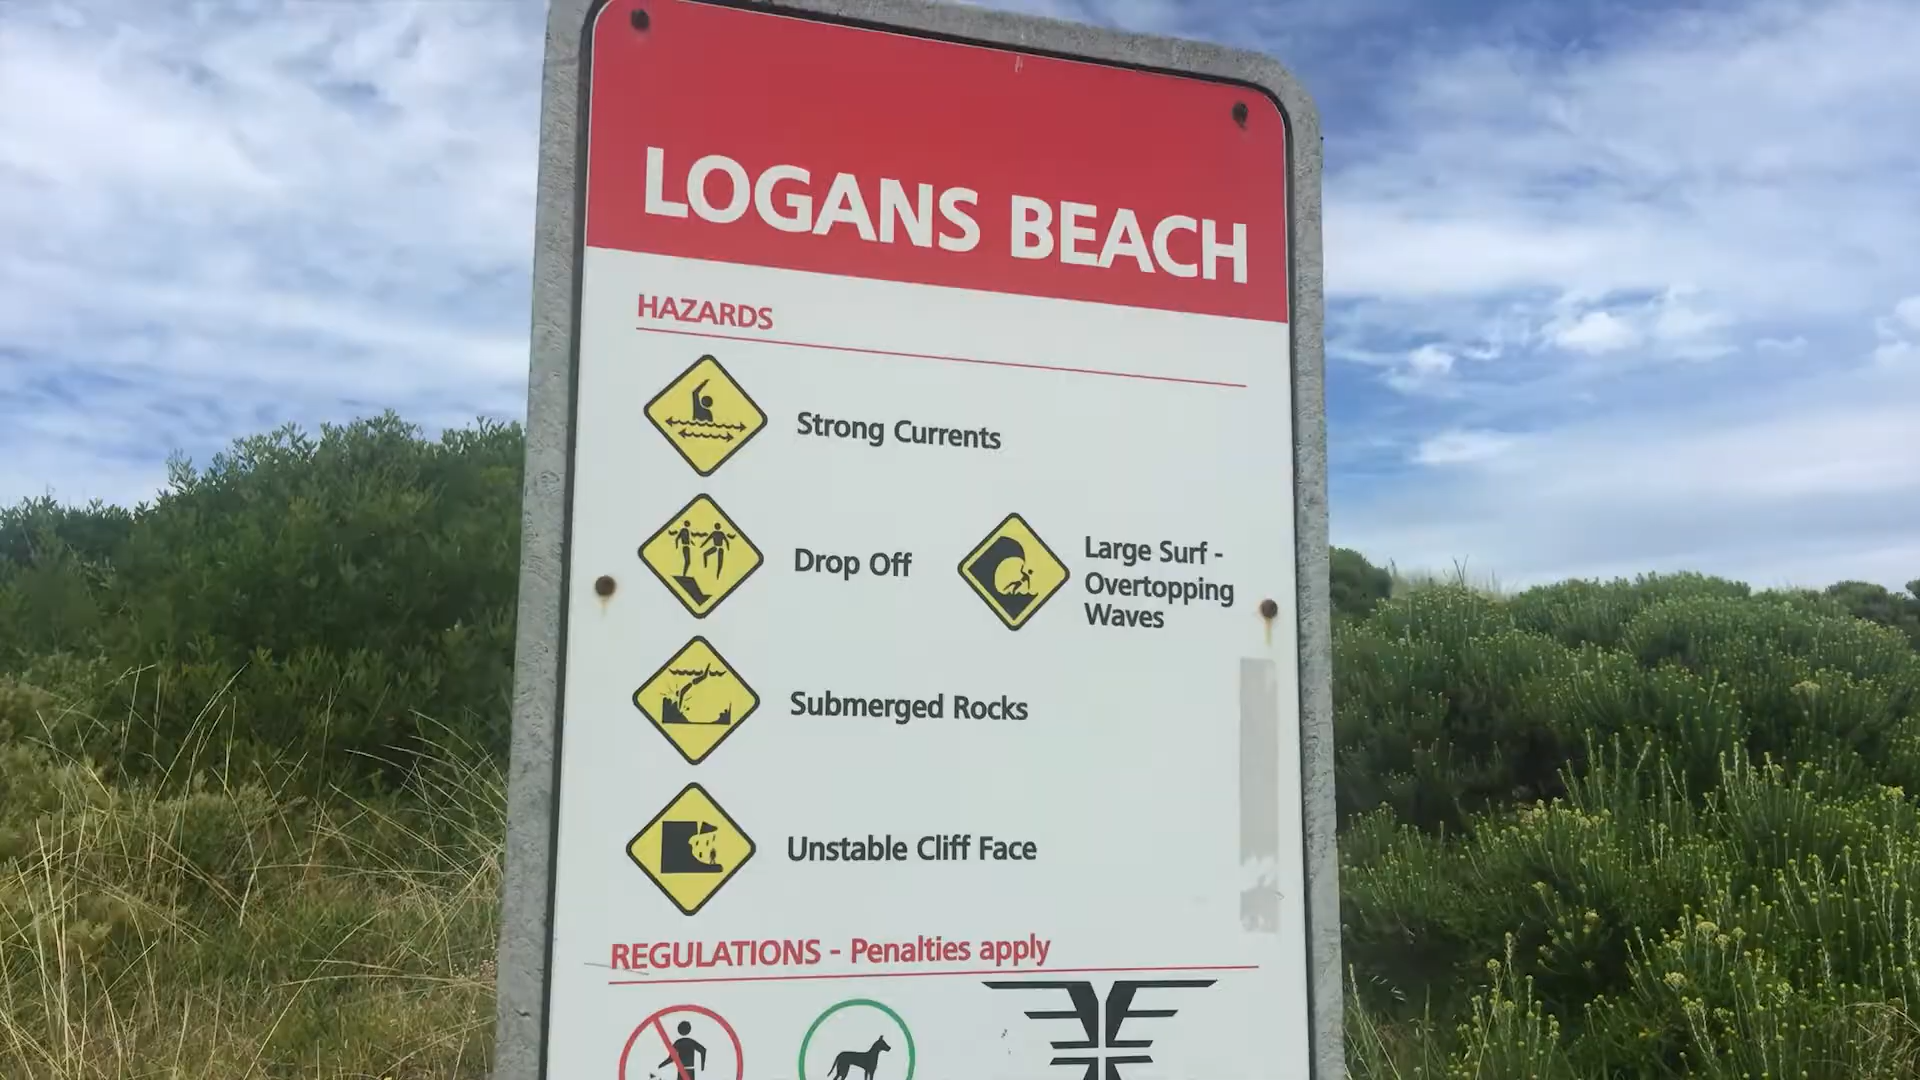 LOGANS BEACH
HAZARDS
Strong Currents
Drop Off
Large Surf -
Overtopping
Waves
Submerged Rocks
Unstable Cliff Face
REGULATIONS - Penalties apply